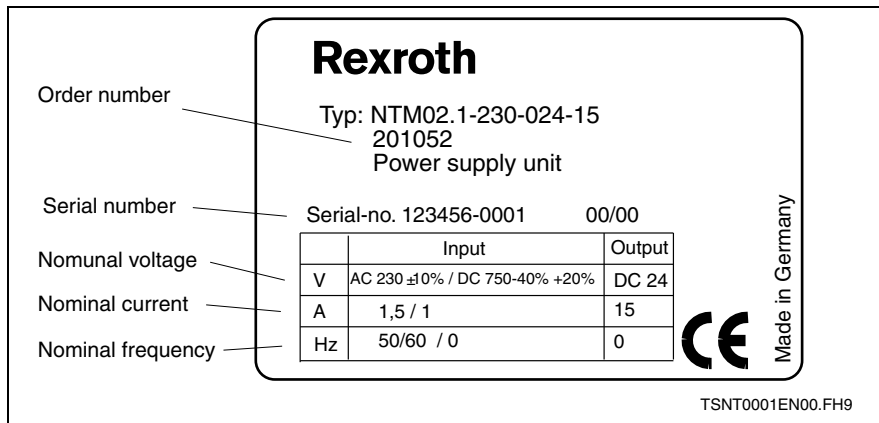 Rexroth
Order number
Typ: NTM02.1-230-024-15
201052
Power supply unit
Serial number
Serial-no. 123456-0001 00/00
Input Output
Nomunal voltage
V AC 230 ±10% / DC 750-40% +20% DC 24
Nominal current
A 1,5 / 1 15
Nominal frequency
Hz 50/60 / 0 0
CE
Made in Germany
TSNT0001EN00.FH9